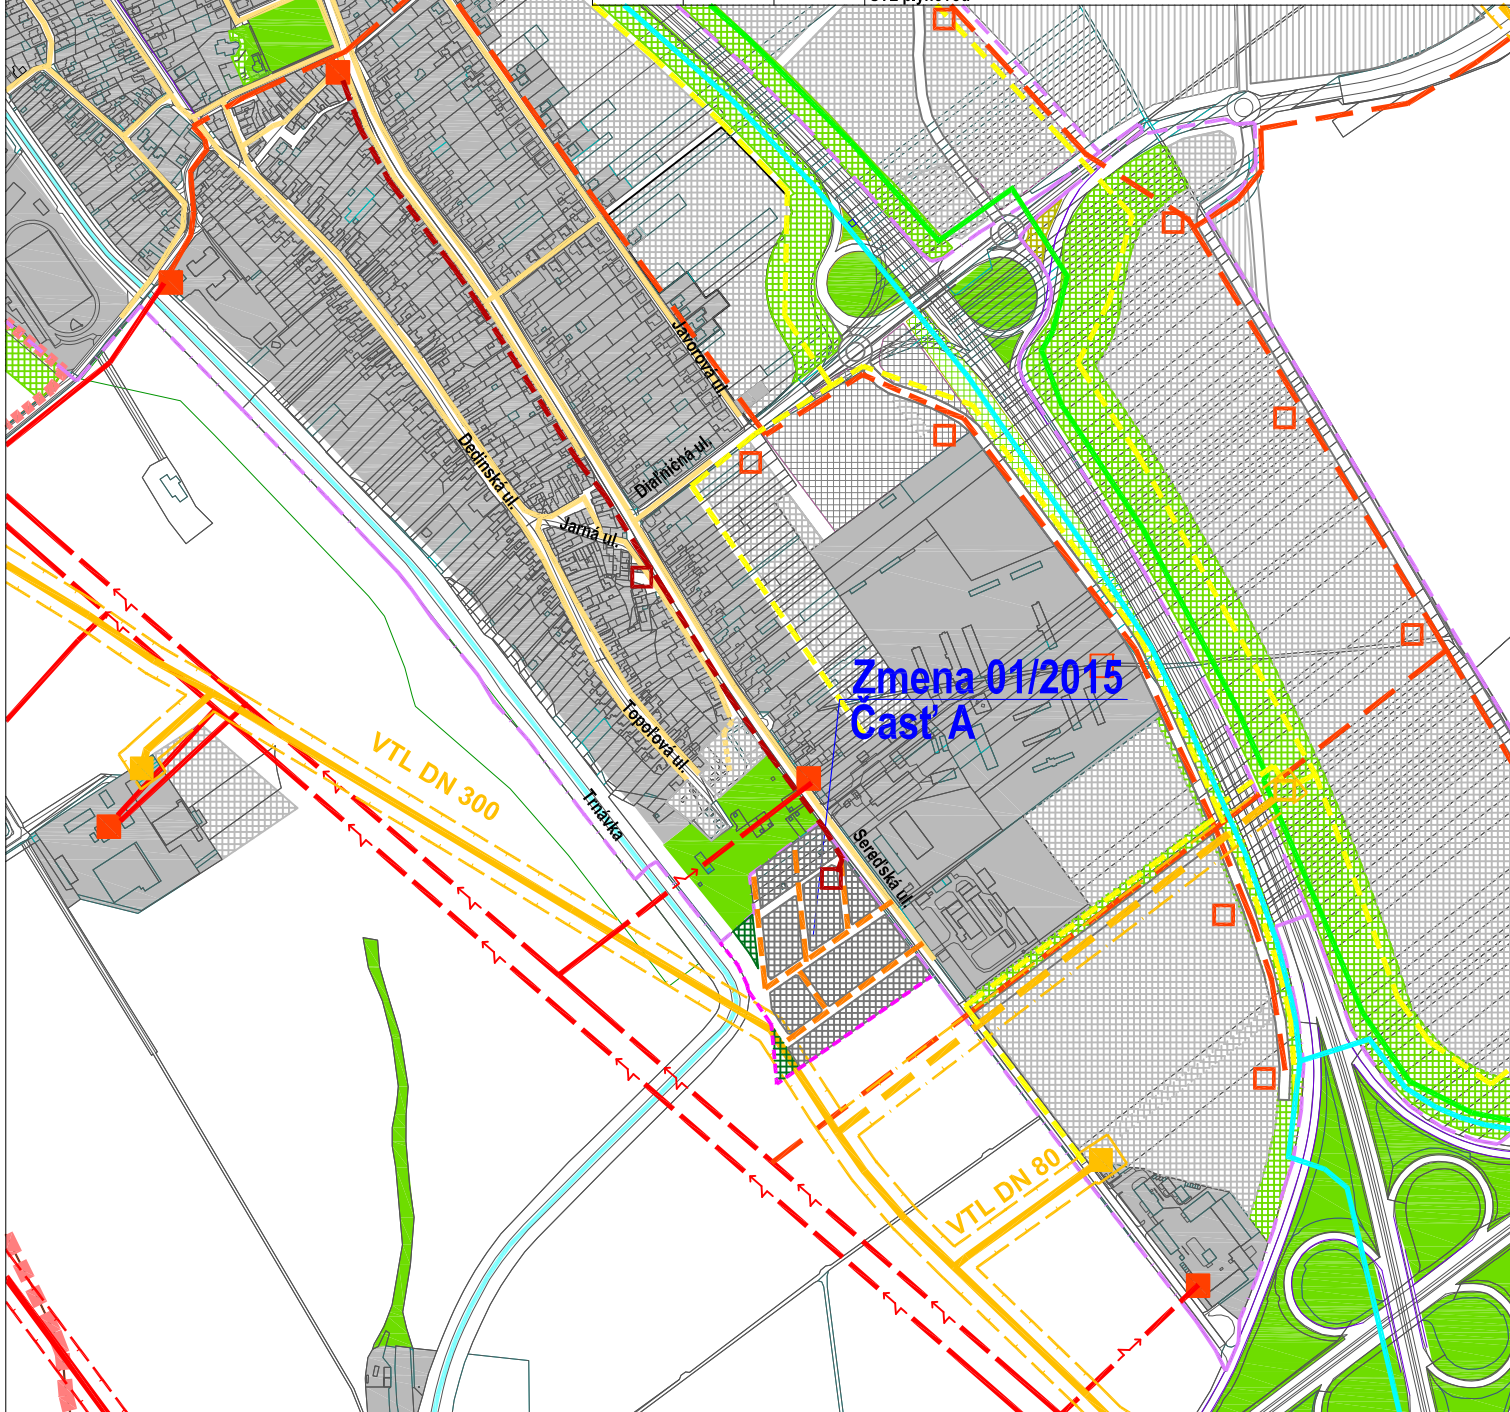 Javorová ul.
Diaľničná ul.
Dedinská ul.
Jarná ul.
Zmena 01/2015
Časť A
Topoľová ul.
VTL DN 300
Trnávka
Sereďská ul.
VTL DN 80